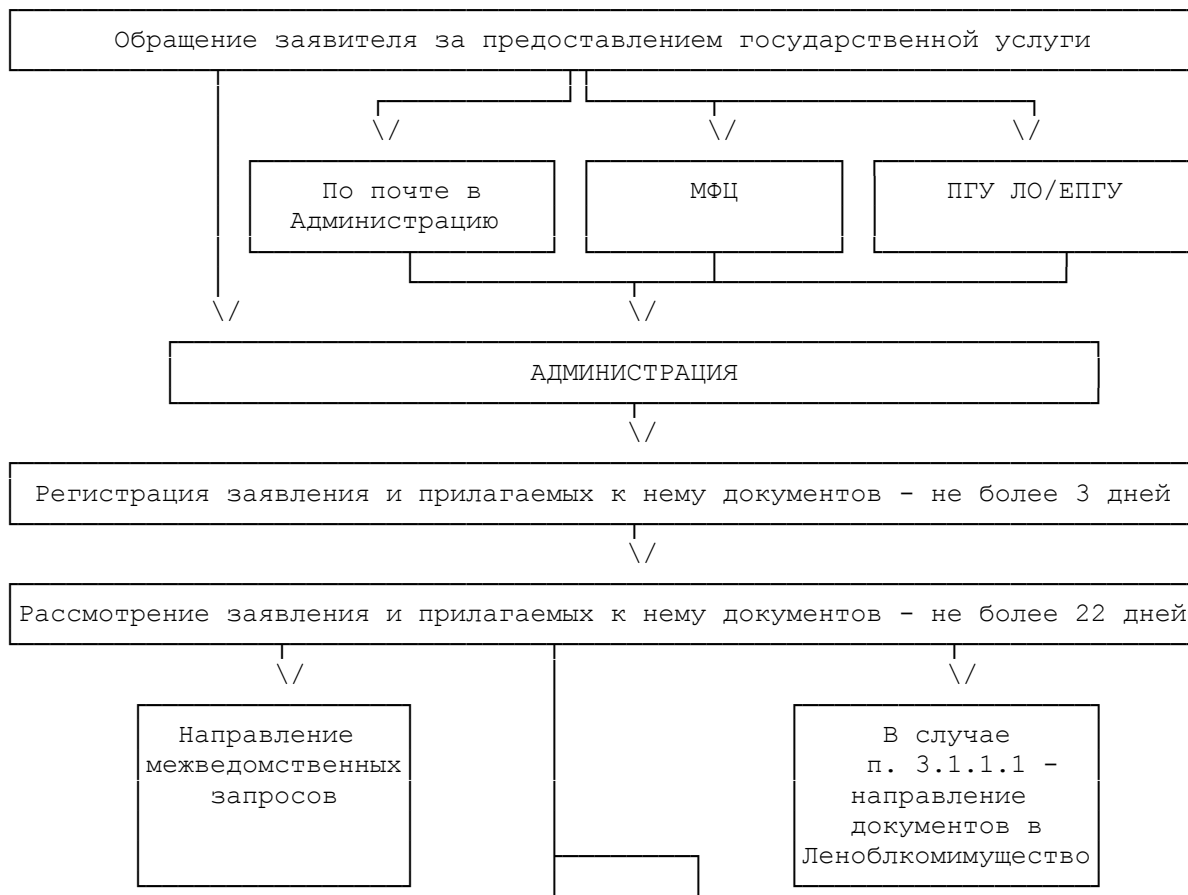 Обращение заявителя за предоставлением государственной услуги
По почте в
Администрацию
МФЦ
ПГУ ЛО/ЕПГУ
АДМИНИСТРАЦИЯ
Регистрация заявления и прилагаемых к нему документов - не более 3 дней
Рассмотрение заявления и прилагаемых к нему документов - не более 22 дней
Направление
межведомственных
запросов
В случае
п. 3.1.1.1 -
направление
документов в
Леноблкомимущество